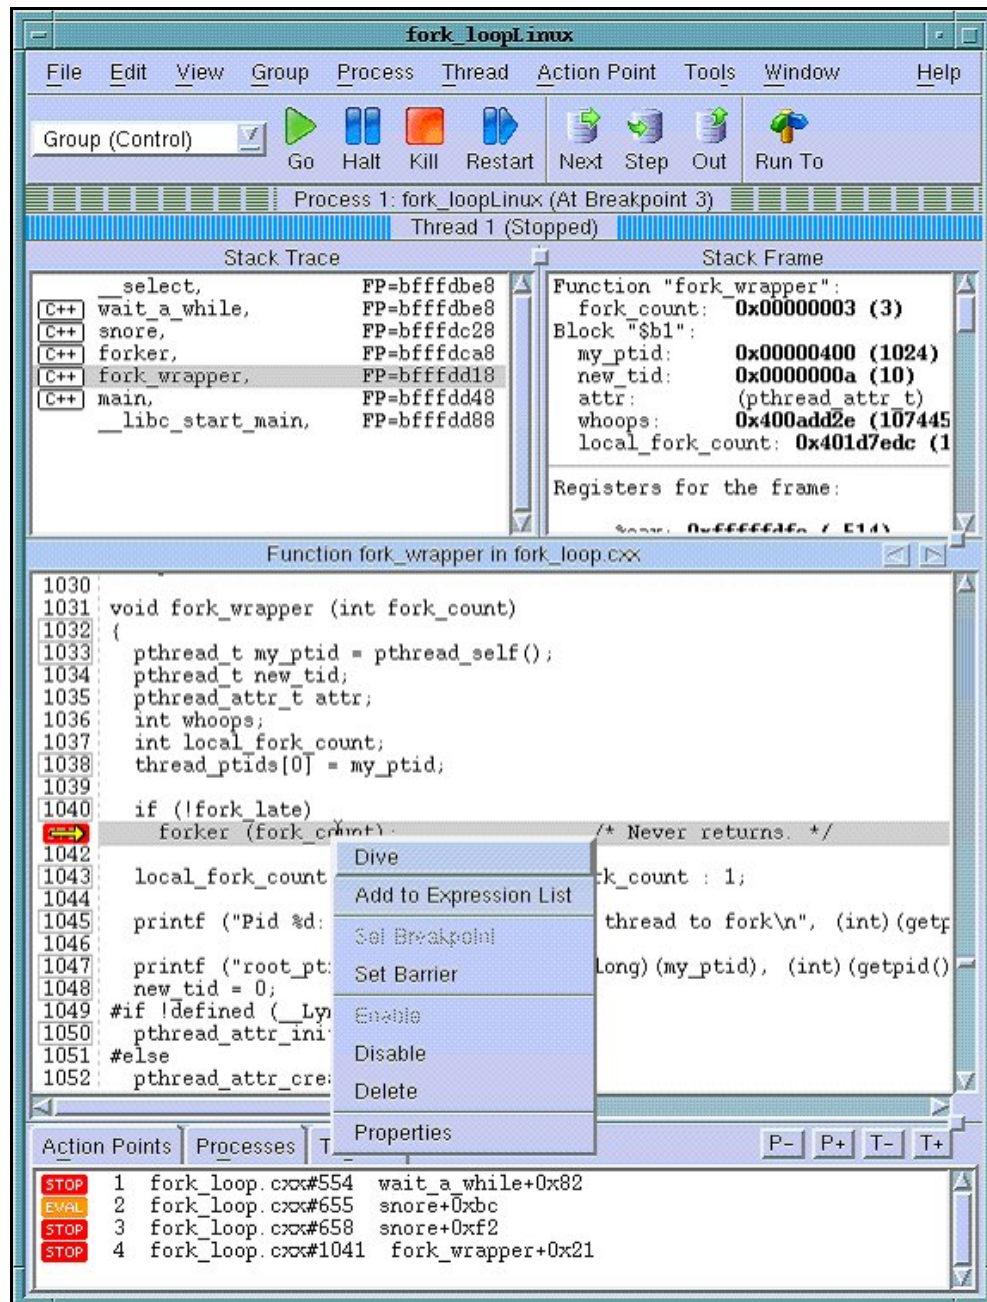 fork_loopLinux
File Edit View Group Process Thread Action Point Tools Window Help
Group (Control) Go Halt Kill Restart Next Step Out Run To
Process 1: fork_loopLinux (At Breakpoint 3)
Thread 1 (Stopped)
Stack Trace
__select, FP=bfffdbe8
C++ wait_a_while, FP=bfffdbe8
C++ snore, FP=bfffdc28
C++ forker, FP=bfffdca8
C++ fork_wrapper, FP=bfffdd18
C++ main, FP=bfffdd48
__libc_start_main, FP=bfffdd88
Stack Frame
Function "fork_wrapper":
fork_count: 0x00000003 (3)
Block "$b1":
my_ptid: 0x00000400 (1024)
new_tid: 0x0000000a (10)
attr: (pthread_attr_t)
whoops: 0x400add2e (107445
local_fork_count: 0x401d7edc (1
Registers for the frame:
Function fork_wrapper in fork_loop.cxx
1030
1031 void fork_wrapper (int fork_count)
1032 {
1033 pthread_t my_ptid = pthread_self();
1034 pthread_t new_tid;
1035 pthread_attr_t attr;
1036 int whoops;
1037 int local_fork_count;
1038 thread_ptids[0] = my_ptid;
1039
1040 if (!fork_late)
forker (fork_count); /* Never returns. */
1042
1043 local_fork_count k_count : 1;
1044
1045 printf ("Pid %d: thread to fork\n", (int)(getp
1046
1047 printf ("root_pt long)(my_ptid), (int)(getpid()
1048 new_tid = 0;
1049 #if !defined (__Ly
1050 pthread_attr_ini
1051 #else
1052 pthread_attr_cre
Dive
Add to Expression List
Set Breakpoint
Set Barrier
Enable
Disable
Delete
Properties
Action Points Processes T P- P+ T- T+
STOP 1 fork_loop.cxx#554 wait_a_while+0x82
EVAL 2 fork_loop.cxx#655 snore+0xbc
STOP 3 fork_loop.cxx#658 snore+0xf2
STOP 4 fork_loop.cxx#1041 fork_wrapper+0x21